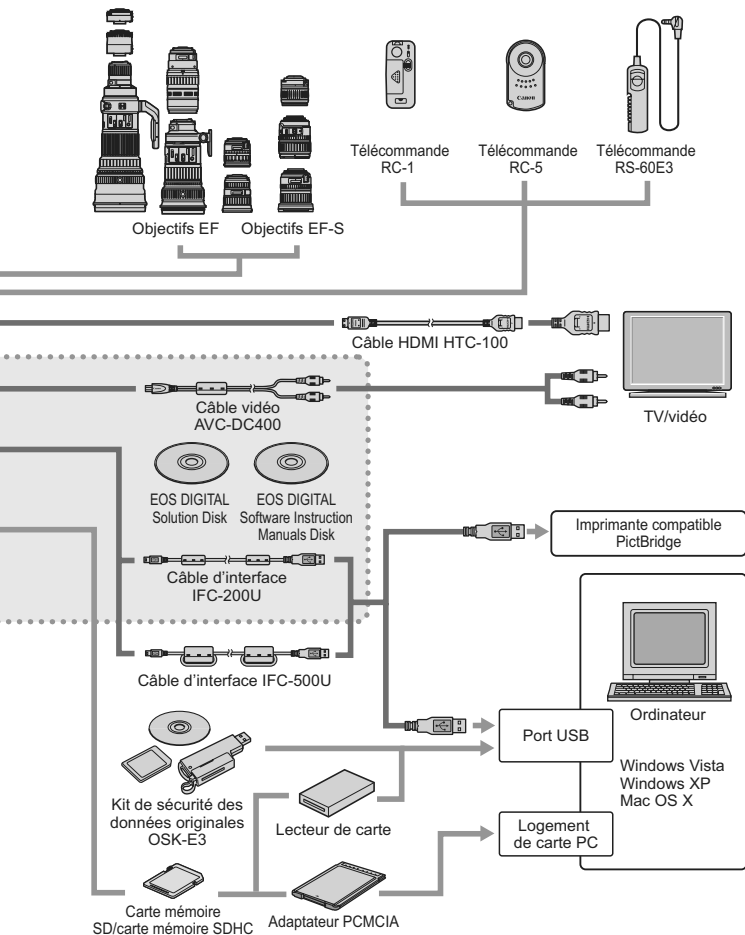 Canon
Télécommande
RC-1
Télécommande
RC-5
Télécommande
RS-60E3
Objectifs EF
Objectifs EF-S
Câble HDMI HTC-100
TV/vidéo
Câble vidéo
AVC-DC400
EOS DIGITAL
Solution Disk
EOS DIGITAL
Software Instruction
Manuals Disk
Imprimante compatible
PictBridge
Câble d’interface
IFC-200U
Câble d’interface IFC-500U
Ordinateur
Port USB
Windows Vista
Windows XP
Mac OS X
Kit de sécurité des
données originales
OSK-E3
Lecteur de carte
Logement
de carte PC
Carte mémoire
SD/carte mémoire SDHC
Adaptateur PCMCIA